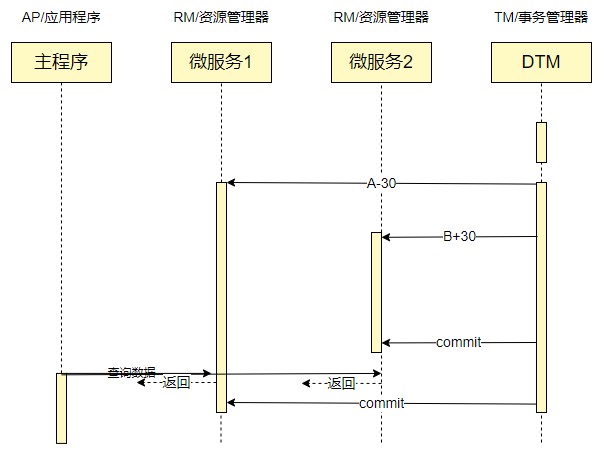 AP/应用程序
RM/资源管理器
RM/资源管理器
TM/事务管理器
主程序
微服务1
微服务2
DTM
A-30
B+30
commit
查询数据
返回
返回
commit